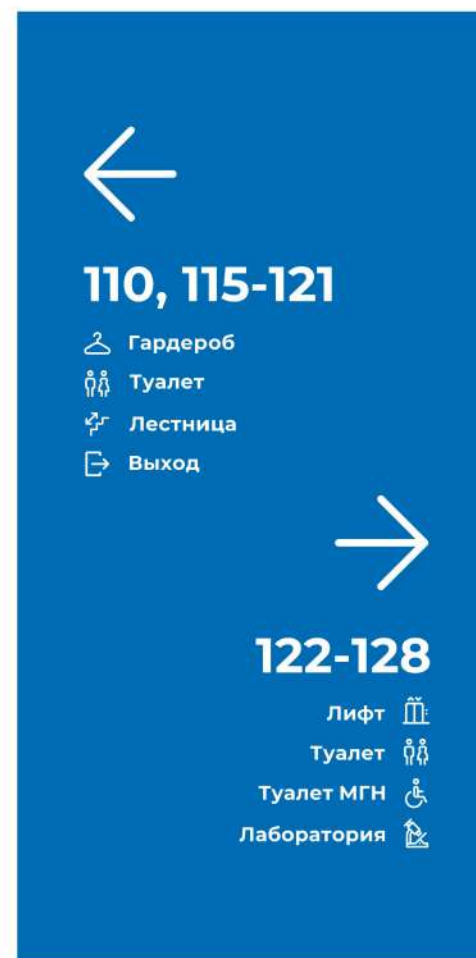 110, 115-121
Гардероб
Туалет
Лестница
Выход
122-128
Лифт
Туалет
Туалет МГН
Лаборатория